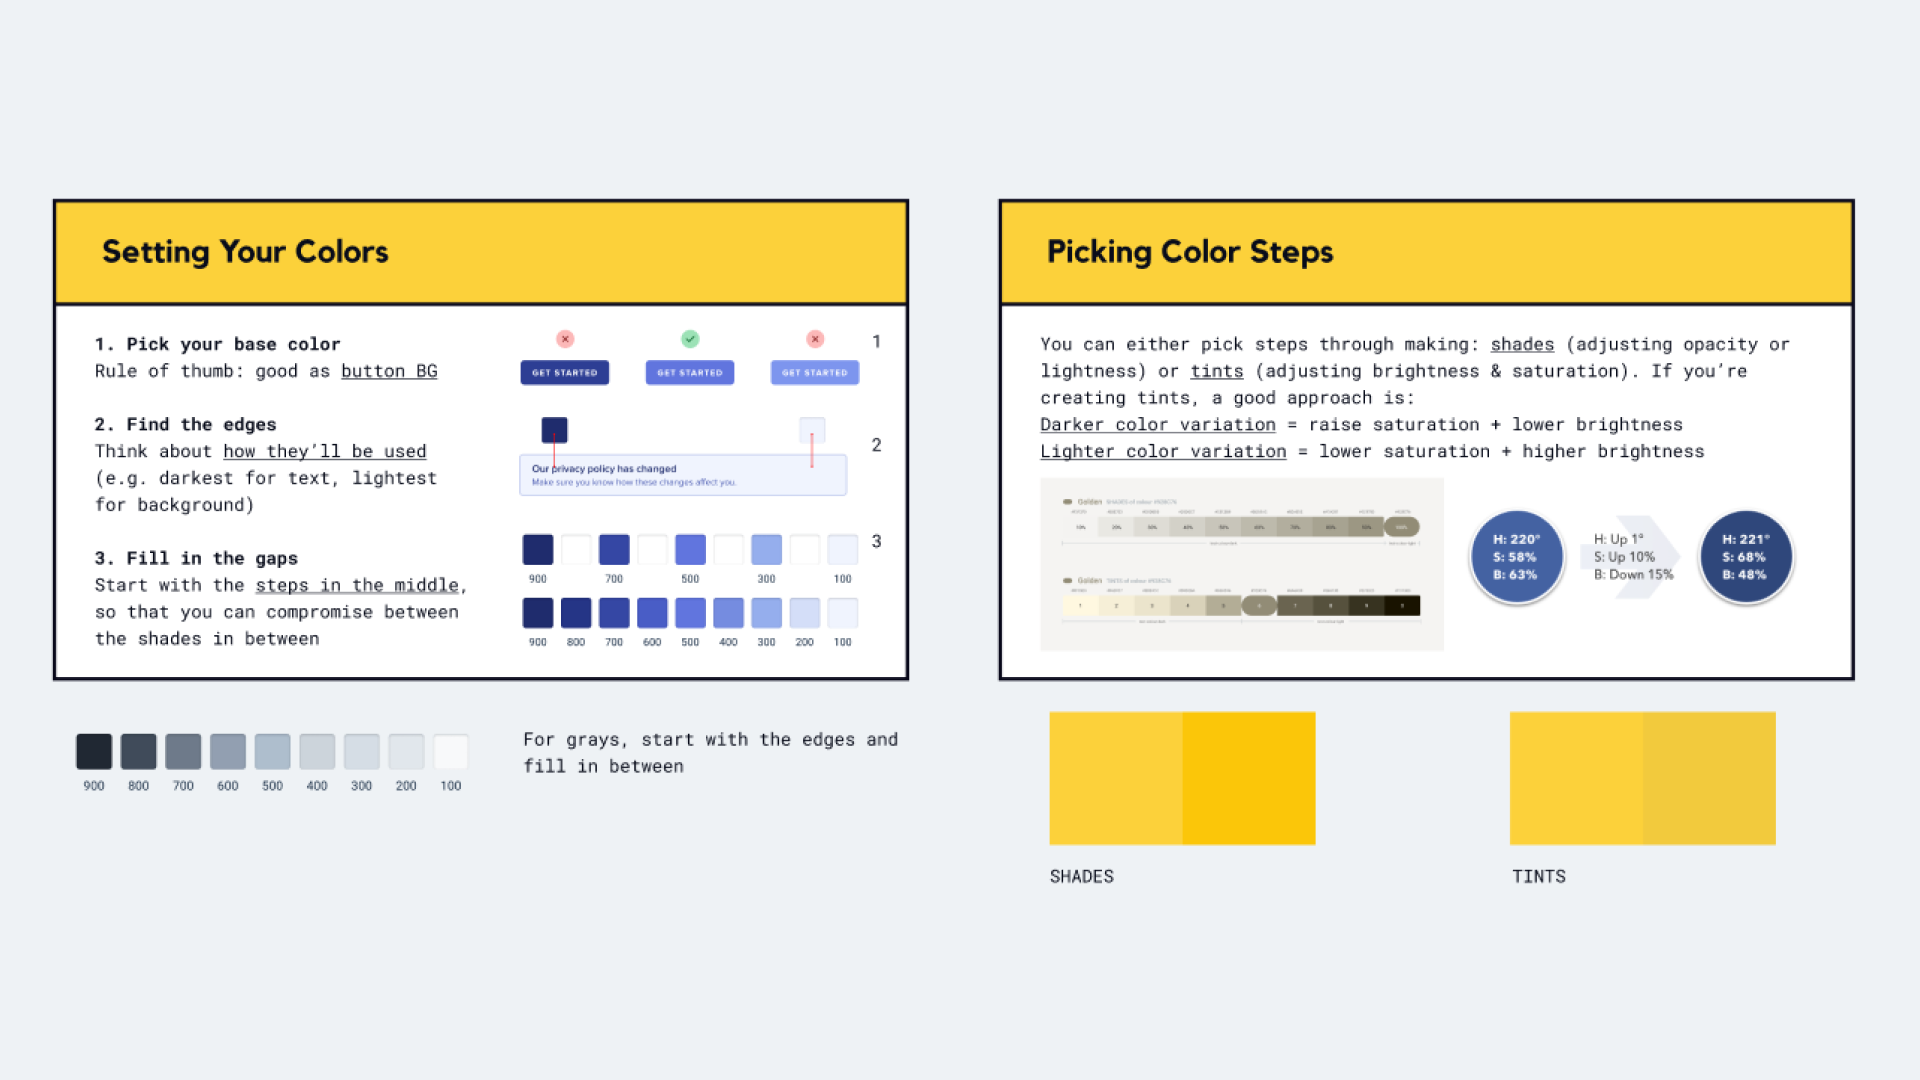 Setting Your Colors
1. Pick your base color
Rule of thumb: good as button BG
2. Find the edges
Think about how they'll be used
(e.g. darkest for text, lightest
for background)
3. Fill in the gaps
Start with the steps in the middle,
so that you can compromise between
the shades in between
1
GET STARTED
GET STARTED
GET STARTED
2
Our privacy policy has changed
Make sure you know how these changes affect you.
3
900 700 500 300 100
900 800 700 600 500 400 300 200 100
900 800 700 600 500 400 300 200 100
For grays, start with the edges and
fill in between
Picking Color Steps
You can either pick steps through making: shades (adjusting opacity or
lightness) or tints (adjusting brightness & saturation). If you're
creating tints, a good approach is:
Darker color variation = raise saturation + lower brightness
Lighter color variation = lower saturation + higher brightness
Golden
Golden
H: 220°
S: 58%
B: 63%
H: Up 1°
S: Up 10%
B: Down 15%
H: 221°
S: 68%
B: 48%
SHADES
TINTS